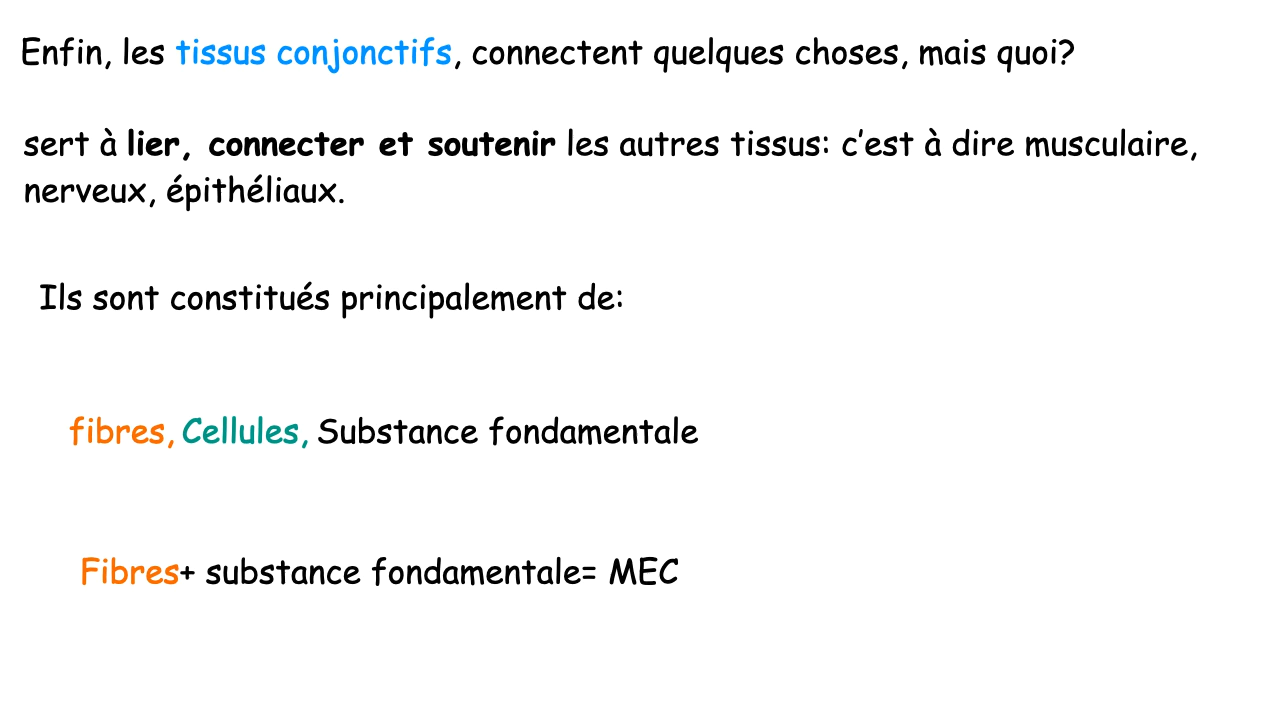 Enfin, les tissus conjonctifs, connectent quelques choses, mais quoi?
sert à lier, connecter et soutenir les autres tissus: c’est à dire musculaire,
nerveux, épithéliaux.
Ils sont constitués principalement de:
fibres, Cellules, Substance fondamentale
Fibres+ substance fondamentale= MEC